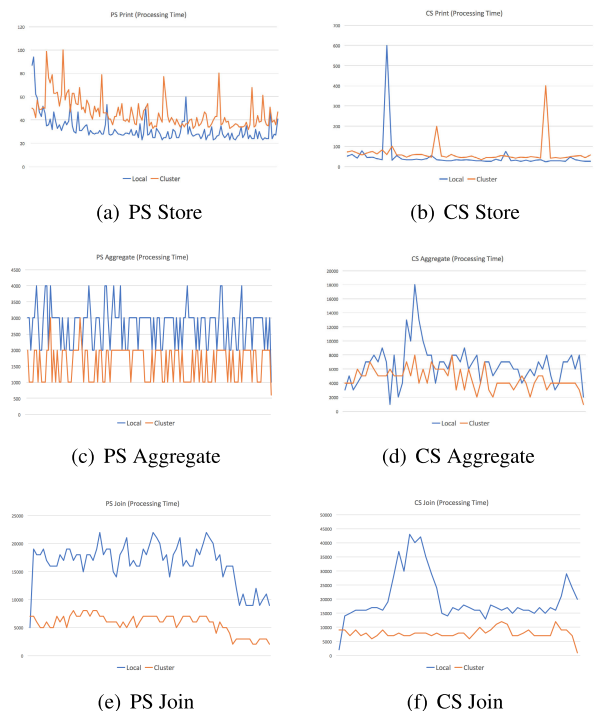 PS Print (Processing Time)
120
100
80
60
40
20
0
Local Cluster
(a) PS Store
CS Print (Processing Time)
700
600
500
400
300
200
100
0
Local Cluster
(b) CS Store
PS Aggregate (Processing Time)
4500
4000
3500
3000
2500
2000
1500
1000
500
0
Local Cluster
(c) PS Aggregate
CS Aggregate (Processing Time)
20000
18000
16000
14000
12000
10000
8000
6000
4000
2000
0
Local Cluster
(d) CS Aggregate
PS Join (Processing Time)
25000
20000
15000
10000
5000
0
Local Cluster
(e) PS Join
CS Join (Processing Time)
50000
45000
40000
35000
30000
25000
20000
15000
10000
5000
0
Local Cluster
(f) CS Join